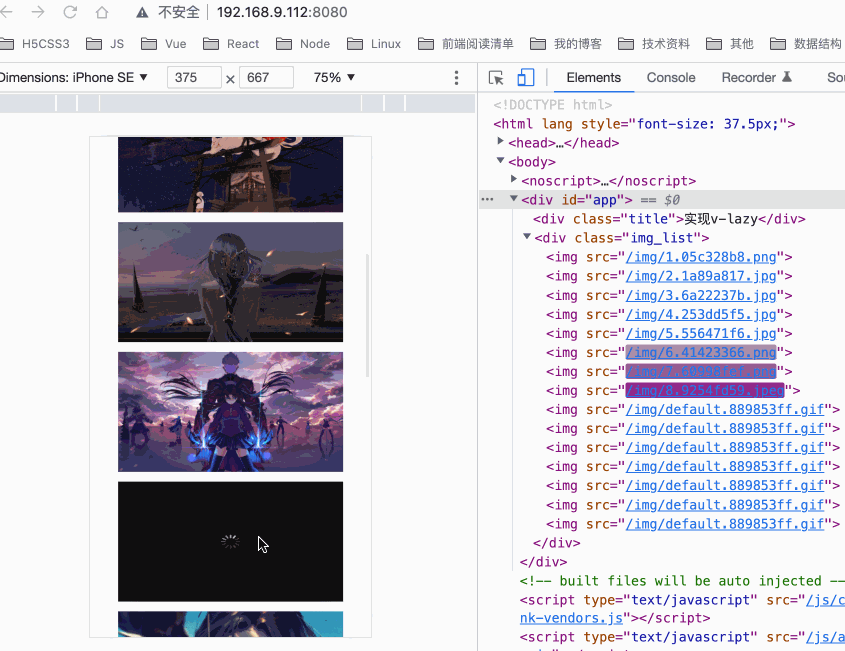 不安全 192.168.9.112:8080
H5CSS3 JS Vue React Node Linux 前端阅读清单 我的博客 技术资料 其他 数据结构
Dimensions: iPhone SE ▼ 375 × 667 75% ▼
Elements Console Recorder So
<!DOCTYPE html>
<html lang style="font-size: 37.5px;">
<head>…</head>
<body>
<noscript>…</noscript>
<div id="app"> == $0
<div class="title">实现v-lazy</div>
<div class="img_list">
<img src="/img/1.05c328b8.png">
<img src="/img/2.1a89a817.jpg">
<img src="/img/3.6a22237b.jpg">
<img src="/img/4.253dd5f5.jpg">
<img src="/img/5.556471f6.jpg">
<img src="/img/6.41423366.png">
<img src="/img/7.60998fef.png">
<img src="/img/8.9254fd59.jpeg">
<img src="/img/default.889853ff.gif">
<img src="/img/default.889853ff.gif">
<img src="/img/default.889853ff.gif">
<img src="/img/default.889853ff.gif">
<img src="/img/default.889853ff.gif">
<img src="/img/default.889853ff.gif">
<img src="/img/default.889853ff.gif">
</div>
</div>
<!-- built files will be auto injected --
<script type="text/javascript" src="/js/c
nk-vendors.js"></script>
<script type="text/javascript" src="/js/a